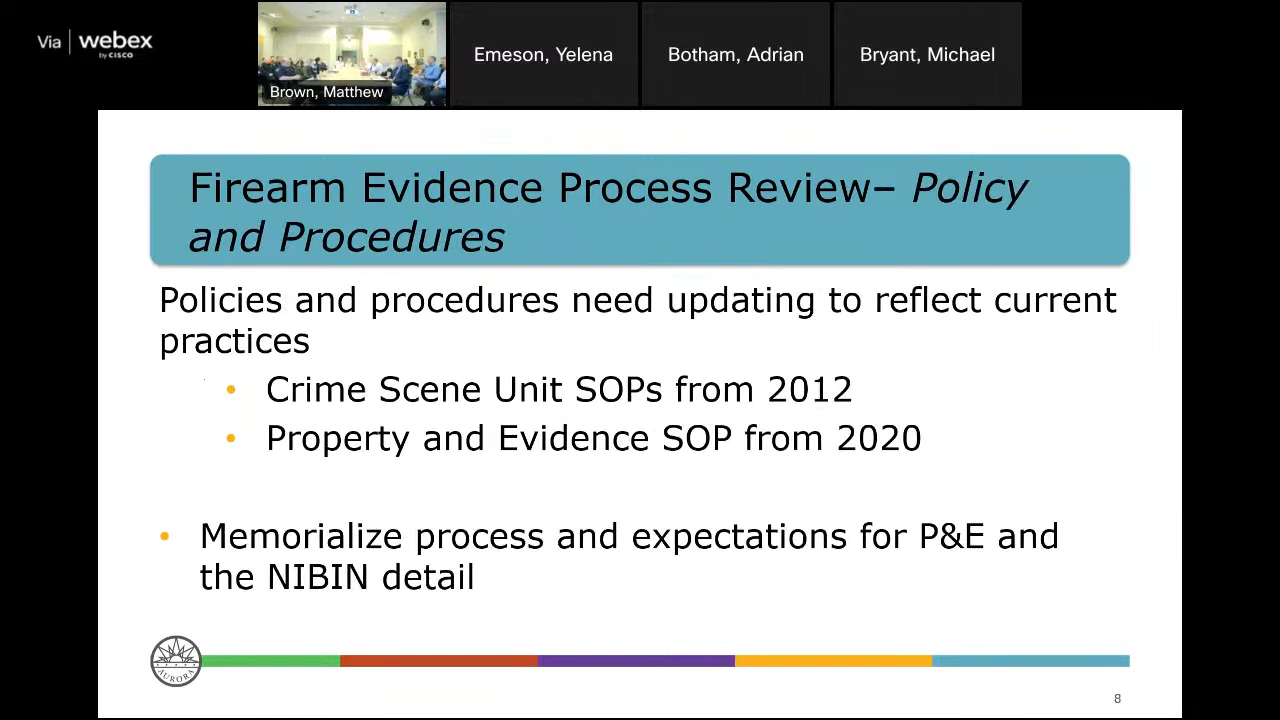 Via | webex
by CISCO
Brown, Matthew
Emeson, Yelena
Botham, Adrian
Bryant, Michael
Firearm Evidence Process Review– Policy
and Procedures
Policies and procedures need updating to reflect current
practices
• Crime Scene Unit SOPs from 2012
• Property and Evidence SOP from 2020
• Memorialize process and expectations for P&E and
the NIBIN detail
AURORA
8